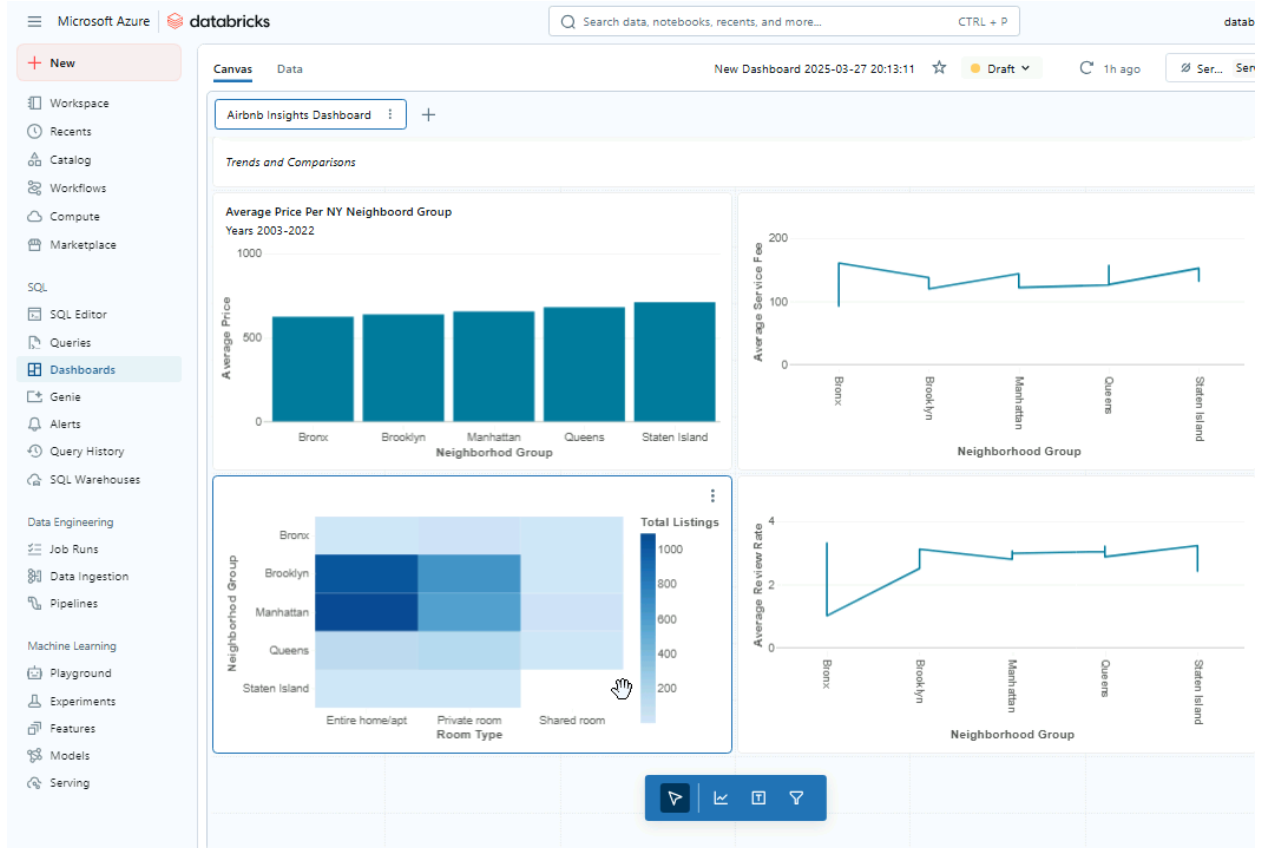 Microsoft Azure databricks
Search data, notebooks, recents, and more... CTRL + P
datab
New
Workspace
Recents
Catalog
Workflows
Compute
Marketplace
SQL
SQL Editor
Queries
Dashboards
Genie
Alerts
Query History
SQL Warehouses
Data Engineering
Job Runs
Data Ingestion
Pipelines
Machine Learning
Playground
Experiments
Features
Models
Serving
Canvas Data
New Dashboard 2025-03-27 20:13:11
Draft
1h ago
Ser... Ser
Airbnb Insights Dashboard
Trends and Comparisons
Average Price Per NY Neighboord Group
Years 2003-2022
1000
500
0
Average Price
Bronx Brooklyn Manhattan Queens Staten Island
Neighborhod Group
200
100
0
Average Service Fee
Bronx Brooklyn Manhattan Queens Staten Island
Neighborhood Group
Neighborhod Group
Bronx
Brooklyn
Manhattan
Queens
Staten Island
Entire home/apt Private room Shared room
Room Type
Total Listings
1000
800
600
400
200
4
2
0
Average Review Rate
Bronx Brooklyn Manhattan Queens Staten Island
Neighborhood Group